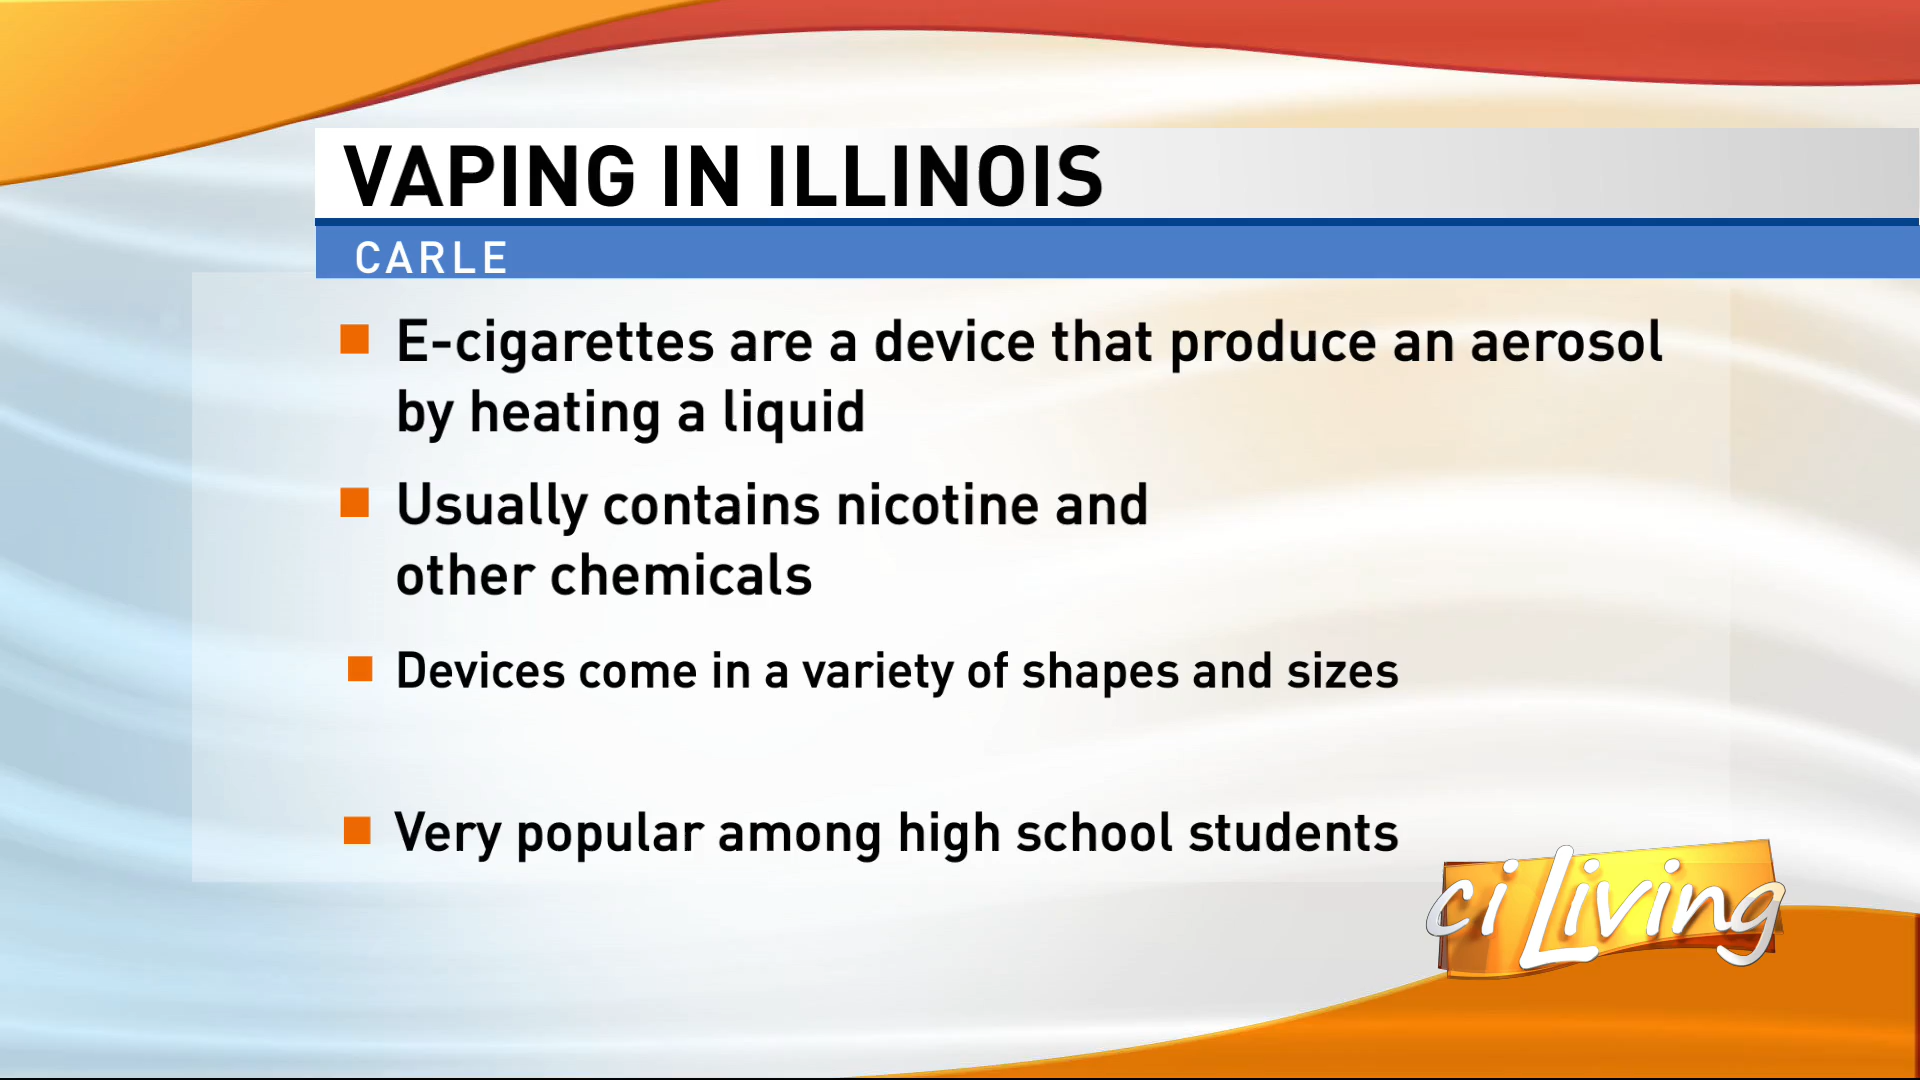 VAPING IN ILLINOIS
CARLE
E-cigarettes are a device that produce an aerosol
by heating a liquid
Usually contains nicotine and
other chemicals
Devices come in a variety of shapes and sizes
Very popular among high school students
ci Living